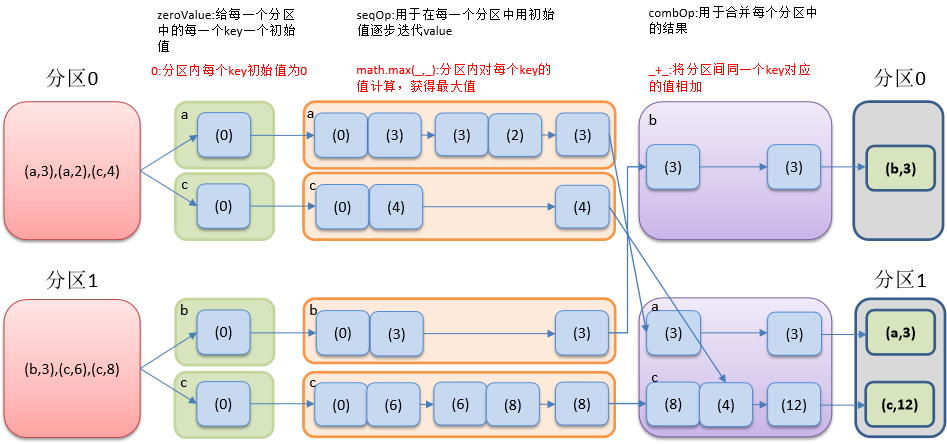 zeroValue:给每一个分区
中的每一个key一个初始
值
0:分区内每个key初始值为0
seqOp:用于在每一个分区中用初始
值逐步迭代value
math.max(_,_):分区内对每个key的
值计算，获得最大
值
combOp:用于合并每个分区中
的结果
_+_:将分区间同一个key对应
的值相加
分区0
分区0
(a,3),(a,2),(c,4)
a
(0)
a
(0)
(3)
(3)
(2)
(3)
c
(0)
c
(0)
(4)
(4)
b
(3)
(3)
(b,3)
分区1
分区1
(b,3),(c,6),(c,8)
b
(0)
b
(0)
(3)
(3)
c
(0)
c
(0)
(6)
(6)
(8)
(8)
a
(3)
(3)
(a,3)
c
(8)
(4)
(12)
(c,12)